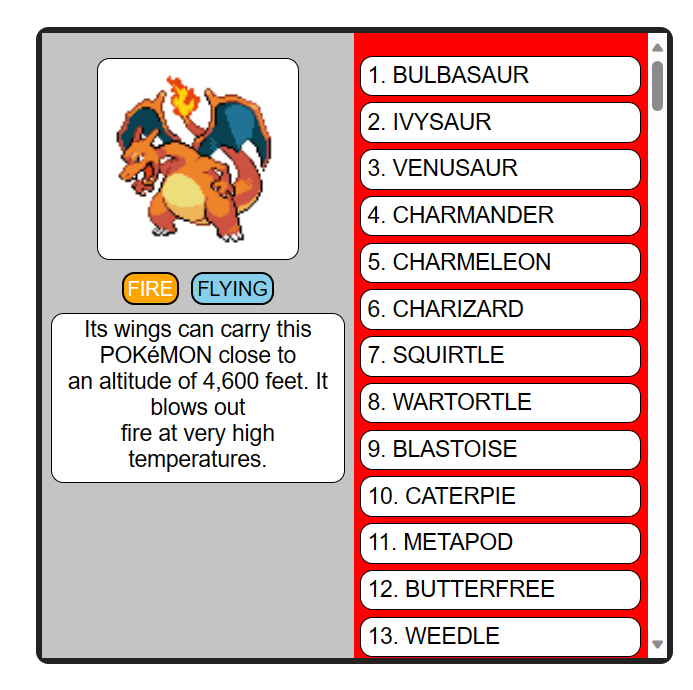 FIRE FLYING
Its wings can carry this
POKéMON close to
an altitude of 4,600 feet. It
blows out
fire at very high
temperatures.
1. BULBASAUR
2. IVYSAUR
3. VENUSAUR
4. CHARMANDER
5. CHARMELEON
6. CHARIZARD
7. SQUIRTLE
8. WARTORTLE
9. BLASTOISE
10. CATERPIE
11. METAPOD
12. BUTTERFREE
13. WEEDLE